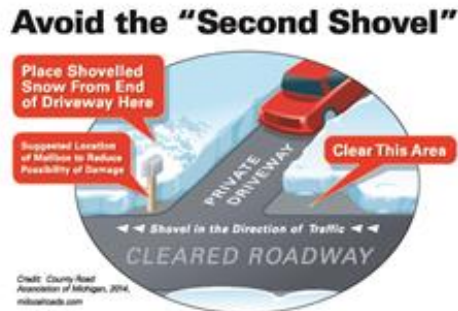 Avoid the “Second Shovel”
Place Shovelled
Snow From End
of Driveway Here
Suggested Location
of Mailbox to Reduce
Possibility of Damage
Clear This Area
PRIVATE
DRIVEWAY
Shovel in the Direction of Traffic
CLEARED ROADWAY
Credit: County Road
Association of Michigan, 2014,
milocalroads.com